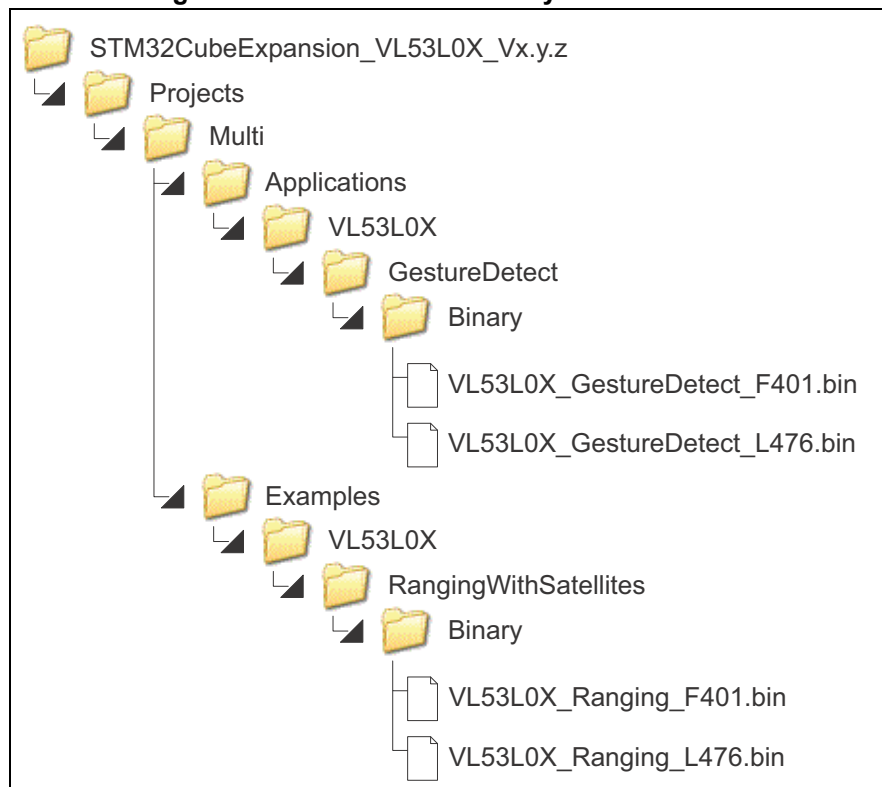 STM32CubeExpansion_VL53L0X_Vx.y.z
Projects
Multi
Applications
VL53L0X
GestureDetect
Binary
VL53L0X_GestureDetect_F401.bin
VL53L0X_GestureDetect_L476.bin
Examples
VL53L0X
RangingWithSatellites
Binary
VL53L0X_Ranging_F401.bin
VL53L0X_Ranging_L476.bin